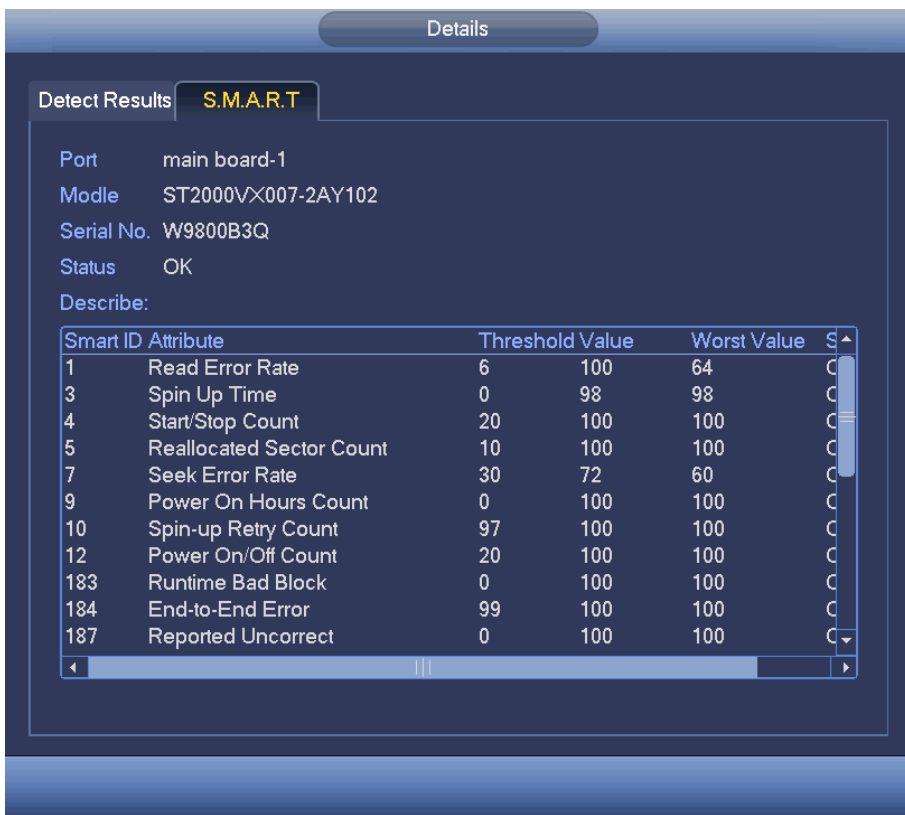 Details
Detect Results S.M.A.R.T
Port main board-1
Modle ST2000VX007-2AY102
Serial No. W9800B3Q
Status OK
Describe:
Smart ID Attribute Threshold Value Worst Value
1 Read Error Rate 6 100 64
3 Spin Up Time 0 98 98
4 Start/Stop Count 20 100 100
5 Reallocated Sector Count 10 100 100
7 Seek Error Rate 30 72 60
9 Power On Hours Count 0 100 100
10 Spin-up Retry Count 97 100 100
12 Power On/Off Count 20 100 100
183 Runtime Bad Block 0 100 100
184 End-to-End Error 99 100 100
187 Reported Uncorrect 0 100 100